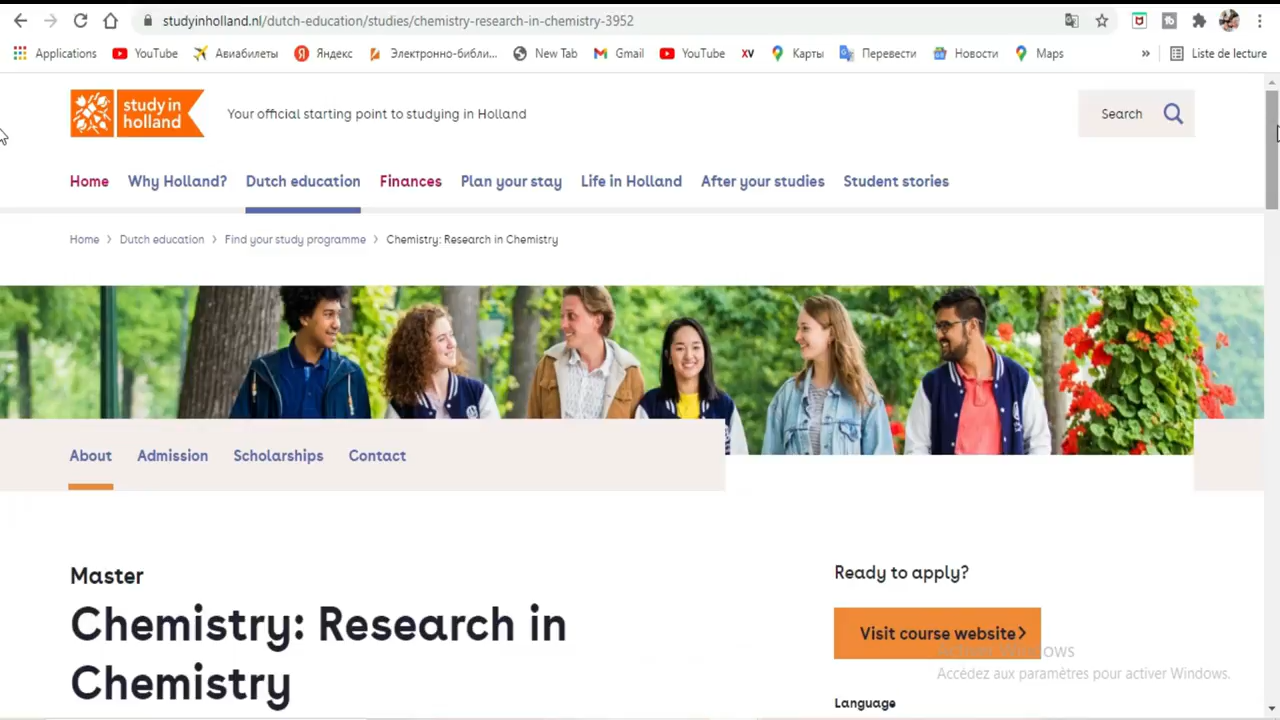 studyinholland.nl/dutch-education/studies/chemistry-research-in-chemistry-3952
Applications YouTube Авиабилеты Яндекс Электронно-библи... New Tab Gmail YouTube XV Карты Перевести Новости Maps » Liste de lecture
study in
holland
Your official starting point to studying in Holland
Search
Home Why Holland? Dutch education Finances Plan your stay Life in Holland After your studies Student stories
Home > Dutch education > Find your study programme > Chemistry: Research in Chemistry
About Admission Scholarships Contact
Master
Chemistry: Research in
Chemistry
Ready to apply?
Visit course website >
Activer Windows
Accédez aux paramètres pour activer Windows.
Language